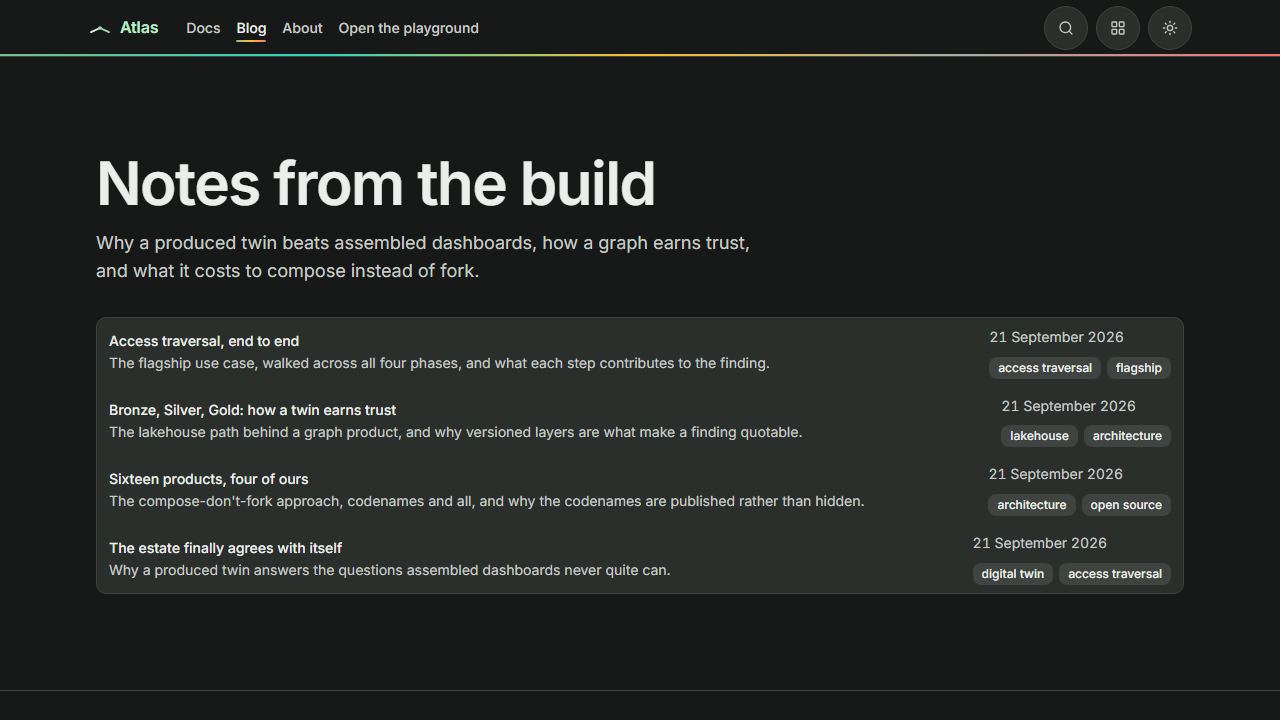 Atlas Docs Blog About Open the playground
Notes from the build
Why a produced twin beats assembled dashboards, how a graph earns trust,
and what it costs to compose instead of fork.
Access traversal, end to end
The flagship use case, walked across all four phases, and what each step contributes to the finding.
21 September 2026
access traversal flagship
Bronze, Silver, Gold: how a twin earns trust
The lakehouse path behind a graph product, and why versioned layers are what make a finding quotable.
21 September 2026
lakehouse architecture
Sixteen products, four of ours
The compose-don't-fork approach, codenames and all, and why the codenames are published rather than hidden.
21 September 2026
architecture open source
The estate finally agrees with itself
Why a produced twin answers the questions assembled dashboards never quite can.
21 September 2026
digital twin access traversal